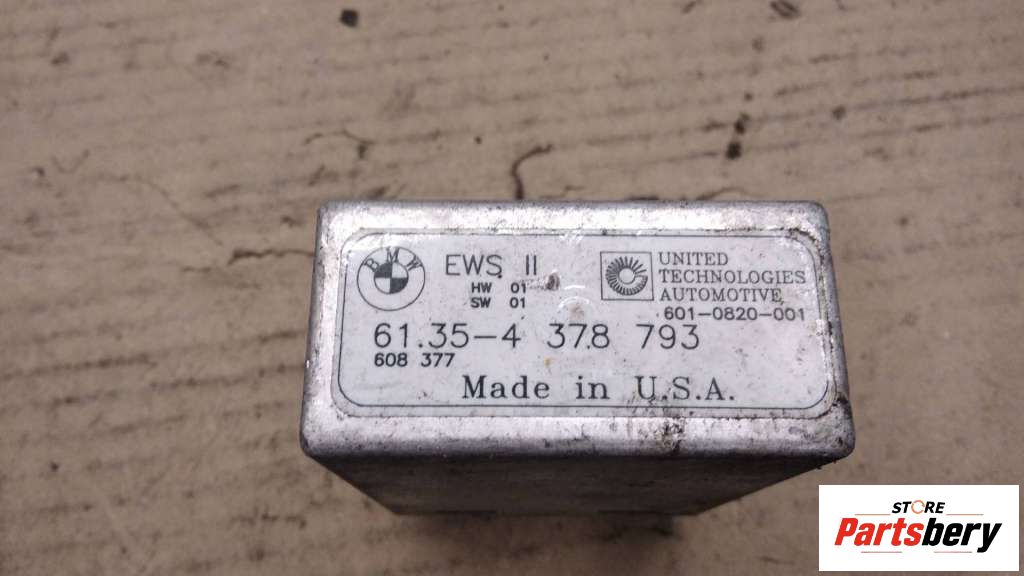 BMW
EWS II
HW 01
SW 01
UNITED
TECHNOLOGIES
AUTOMOTIVE
601-0820-001
61.35-4 378 793
608 377
Made in U.S.A.
STORE
Partsbery